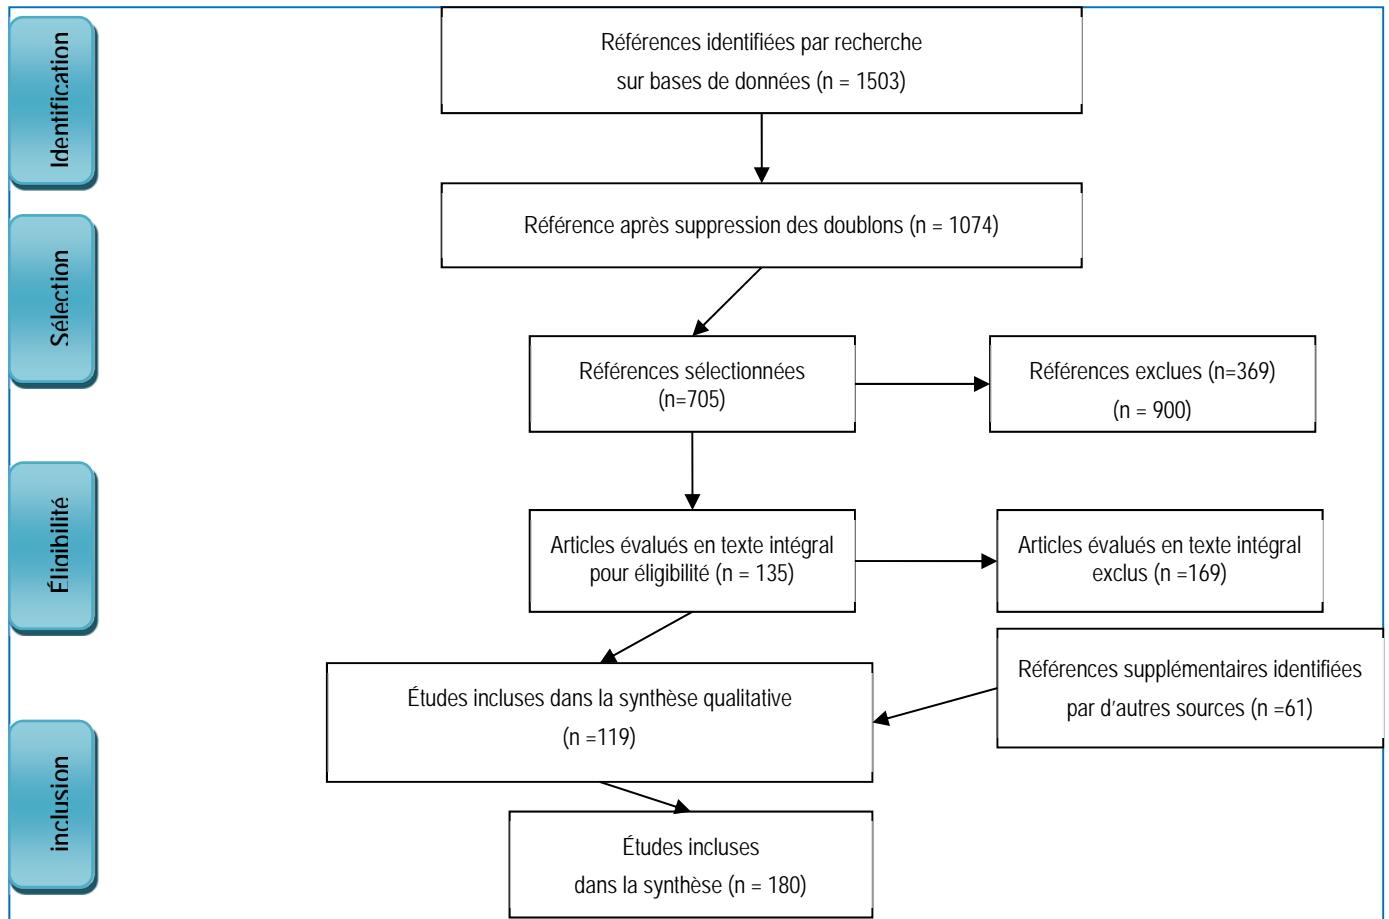 Identification
Références identifiées par recherche
sur bases de données (n = 1503)
Référence après suppression des doublons (n = 1074)
Sélection
Références sélectionnées
(n=705)
Références exclues (n=369)
(n = 900)
Éligibilité
Articles évalués en texte intégral
pour éligibilité (n = 135)
Articles évalués en texte intégral
exclus (n =169)
Références supplémentaires identifiées
par d'autres sources (n =61)
Études incluses dans la synthèse qualitative
(n =119)
inclusion
Études incluses
dans la synthèse (n = 180)